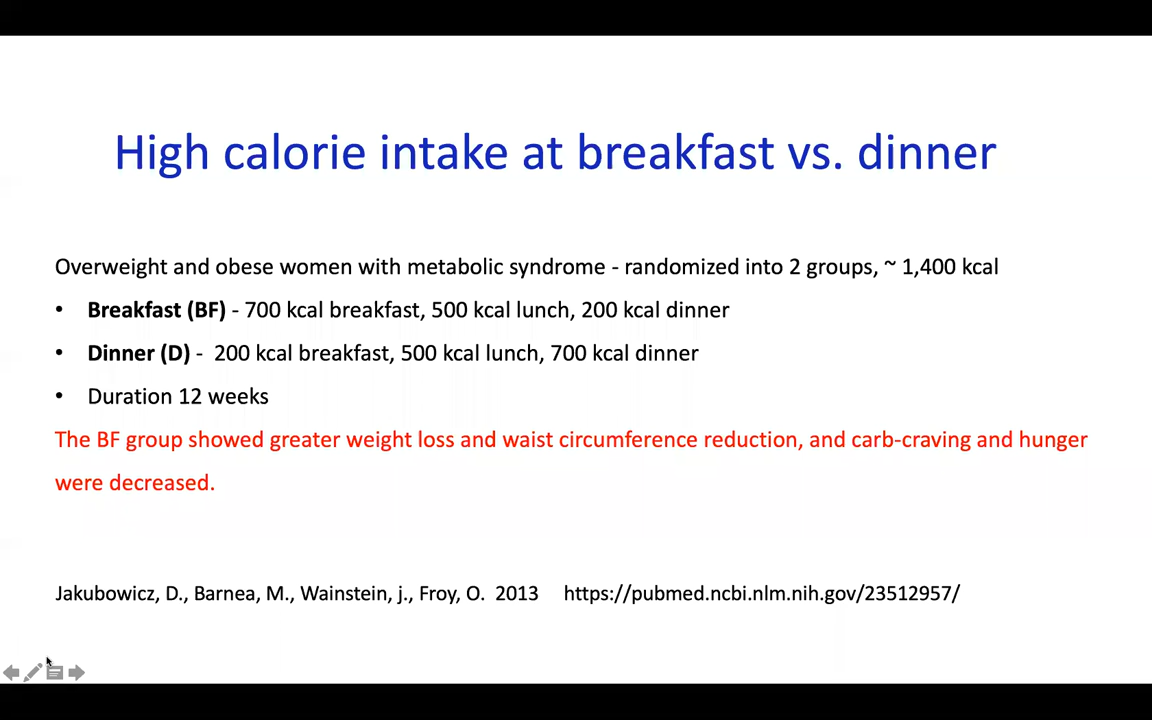 High calorie intake at breakfast vs. dinner
Overweight and obese women with metabolic syndrome - randomized into 2 groups, ~ 1,400 kcal
• Breakfast (BF) - 700 kcal breakfast, 500 kcal lunch, 200 kcal dinner
• Dinner (D) - 200 kcal breakfast, 500 kcal lunch, 700 kcal dinner
• Duration 12 weeks
The BF group showed greater weight loss and waist circumference reduction, and carb-craving and hunger
were decreased.
Jakubowicz, D., Barnea, M., Wainstein, j., Froy, O. 2013 https://pubmed.ncbi.nlm.nih.gov/23512957/